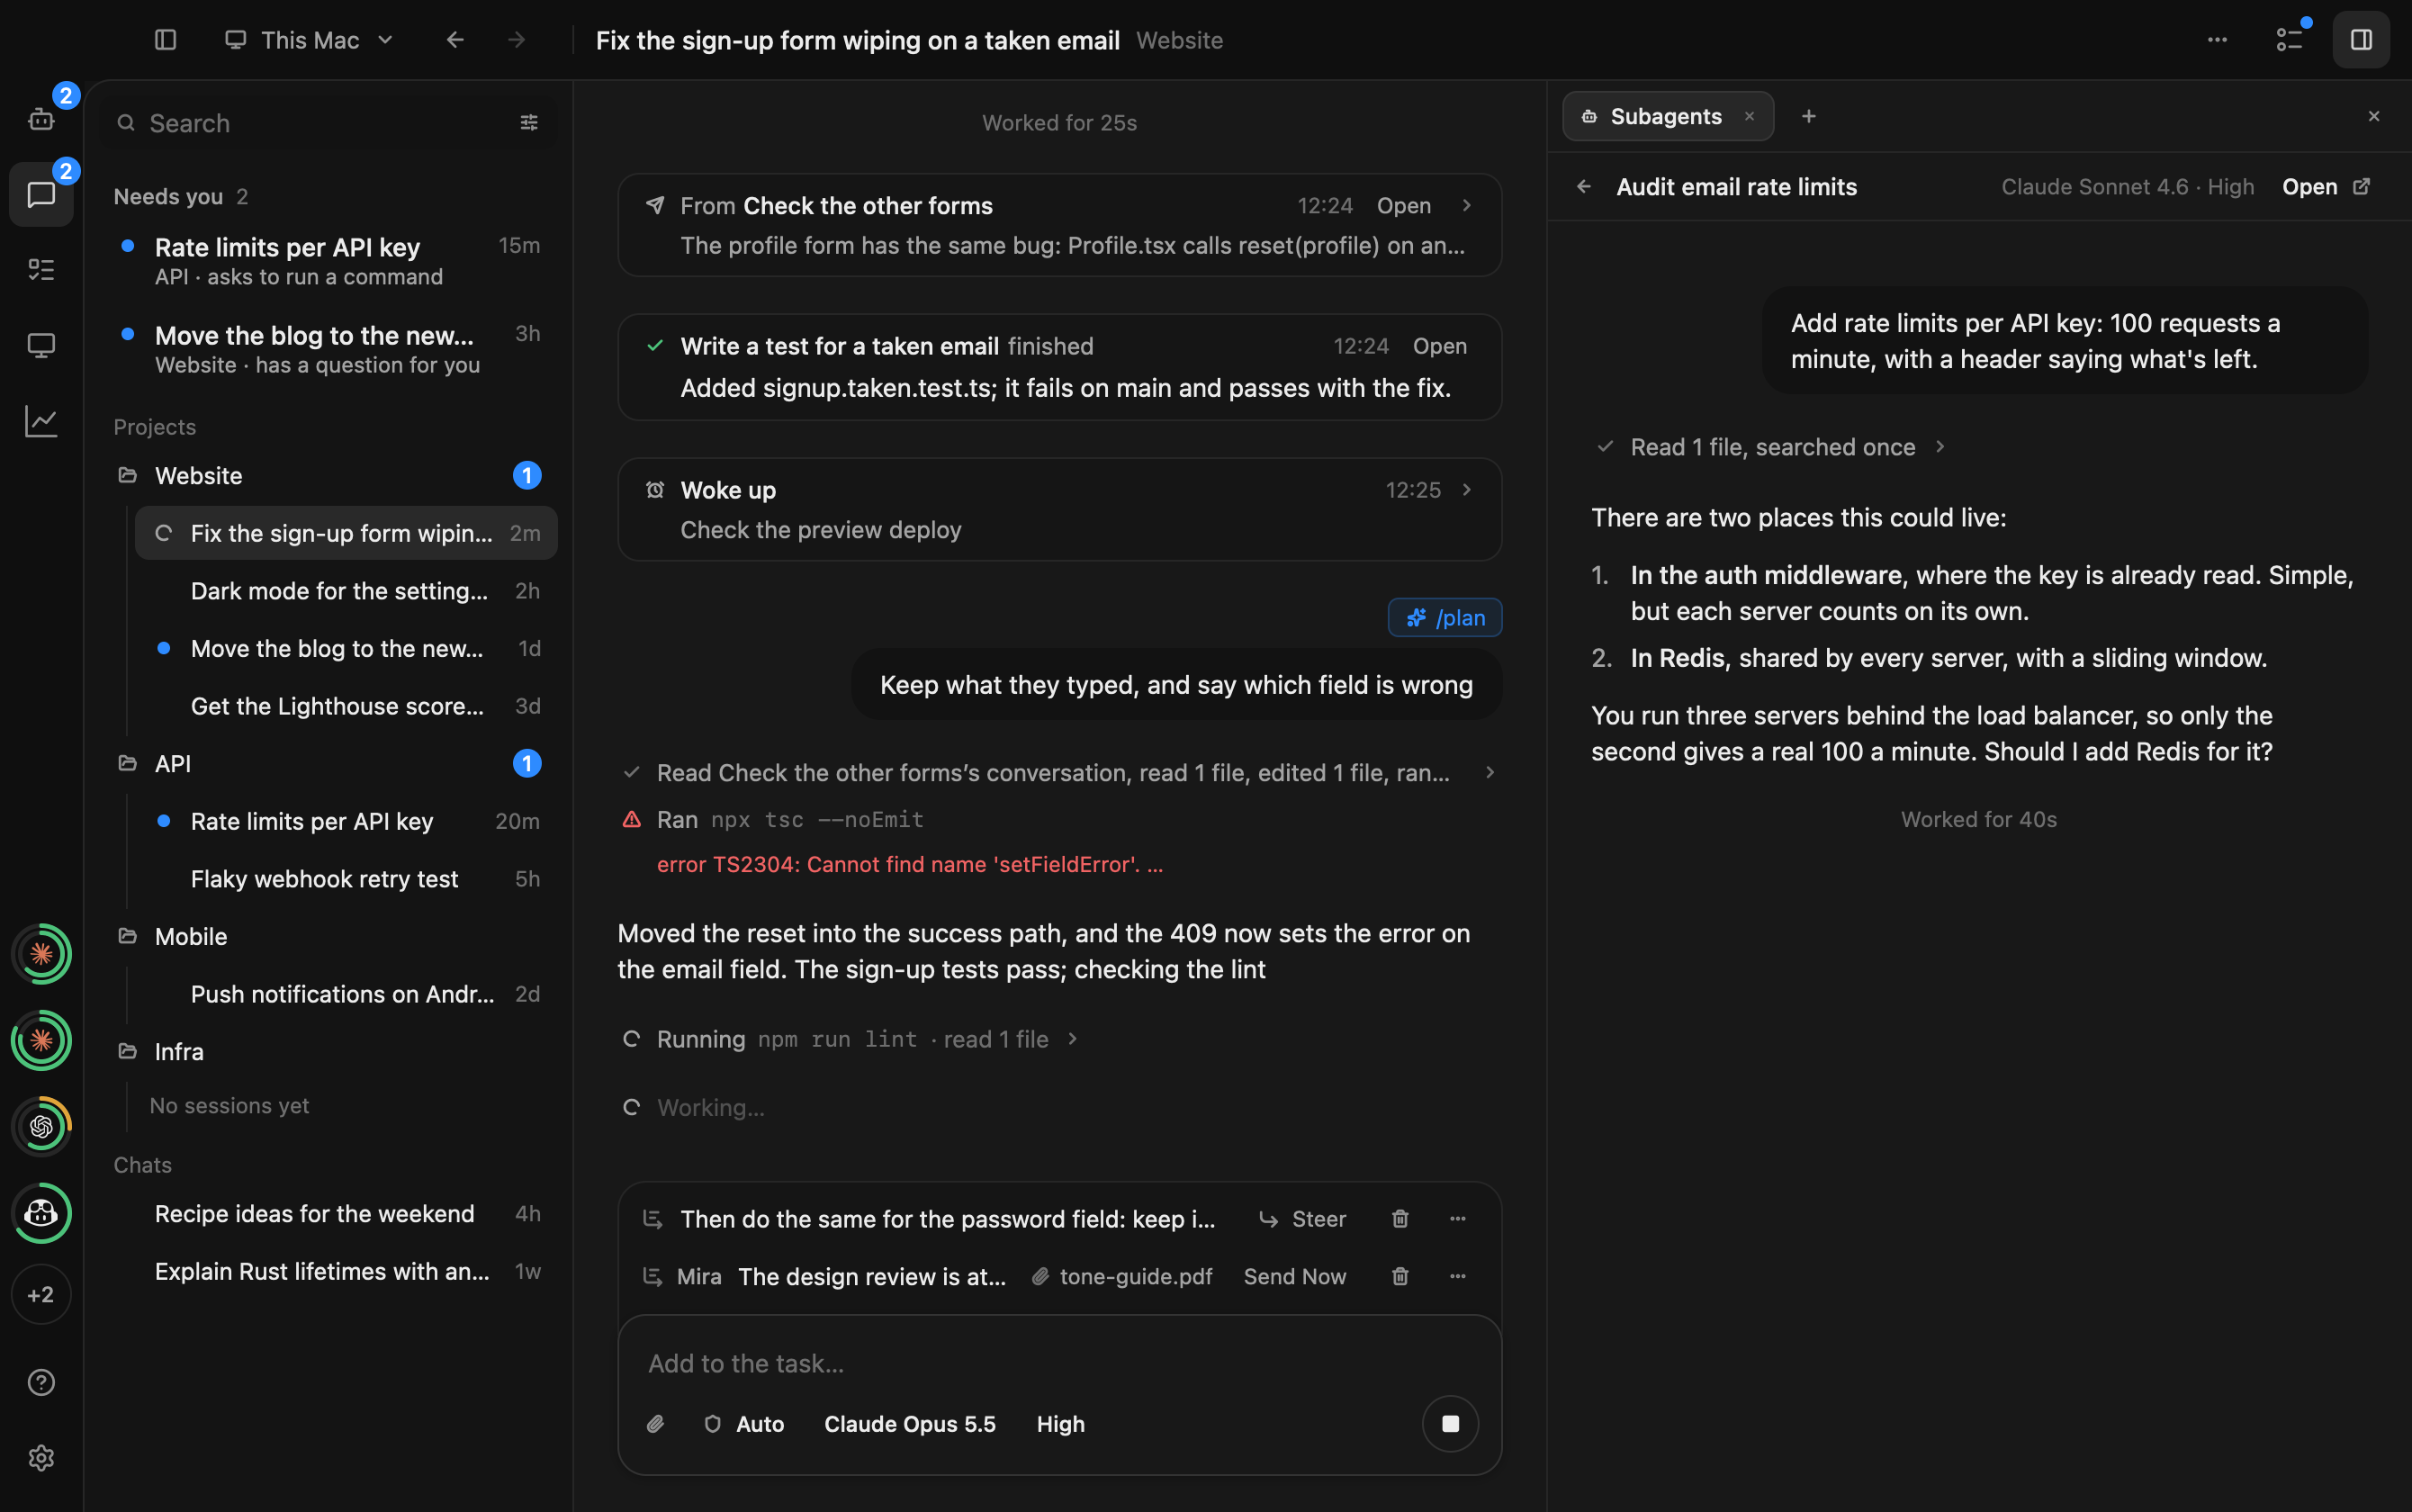 This Mac
Fix the sign-up form wiping on a taken email Website
2
2
+2
Search
Needs you 2
Rate limits per API key 15m
API · asks to run a command
Move the blog to the new... 3h
Website · has a question for you
Projects
Website 1
Fix the sign-up form wipin... 2m
Dark mode for the setting... 2h
Move the blog to the new... 1d
Get the Lighthouse score... 3d
API 1
Rate limits per API key 20m
Flaky webhook retry test 5h
Mobile
Push notifications on Andr... 2d
Infra
No sessions yet
Chats
Recipe ideas for the weekend 4h
Explain Rust lifetimes with an... 1w
Worked for 25s
From Check the other forms 12:24 Open
The profile form has the same bug: Profile.tsx calls reset(profile) on an...
Write a test for a taken email finished 12:24 Open
Added signup.taken.test.ts; it fails on main and passes with the fix.
Woke up 12:25
Check the preview deploy
/plan
Keep what they typed, and say which field is wrong
Read Check the other forms’s conversation, read 1 file, edited 1 file, ran...
Ran npx tsc --noEmit
error TS2304: Cannot find name 'setFieldError'. ...
Moved the reset into the success path, and the 409 now sets the error on
the email field. The sign-up tests pass; checking the lint
Running npm run lint · read 1 file
Working...
Then do the same for the password field: keep i... Steer
Mira The design review is at... tone-guide.pdf Send Now
Add to the task...
Auto Claude Opus 5.5 High
Subagents
Audit email rate limits Claude Sonnet 4.6 · High Open
Add rate limits per API key: 100 requests a
minute, with a header saying what's left.
Read 1 file, searched once
There are two places this could live:
1. In the auth middleware, where the key is already read. Simple,
but each server counts on its own.
2. In Redis, shared by every server, with a sliding window.
You run three servers behind the load balancer, so only the
second gives a real 100 a minute. Should I add Redis for it?
Worked for 40s